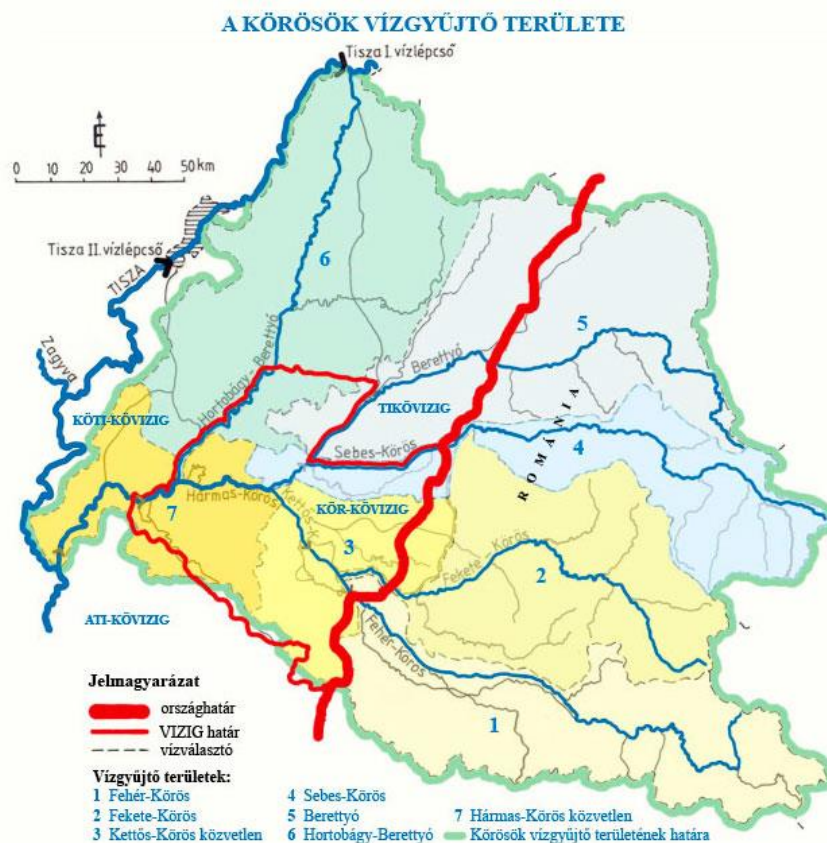 A KÖRÖSÖK VÍZGYŰJTŐ TERÜLETE
Tisza I. vízlépcső
É
0 10 20 30 40 50 km
Tisza II. vízlépcső
TISZA
Zagyva
6
5
Hortobágy-Berettyó
Berettyó
KÖTI-KÖVIZIG
TIKÖVIZIG
ROMÁNIA
Sebes-Körös
4
Hármas-Körös
7
Kettős-K.
KÖR-KÖVIZIG
3
Fekete-Körös
2
ATI-KÖVIZIG
Fehér-Körös
1
Jelmagyarázat
országhatár
VIZIG határ
vízválasztó
Vízgyűjtő területek:
1 Fehér-Körös 4 Sebes-Körös
2 Fekete-Körös 5 Berettyó 7 Hármas-Körös közvetlen
3 Kettős-Körös közvetlen 6 Hortobágy-Berettyó Körösök vízgyűjtő területének határa